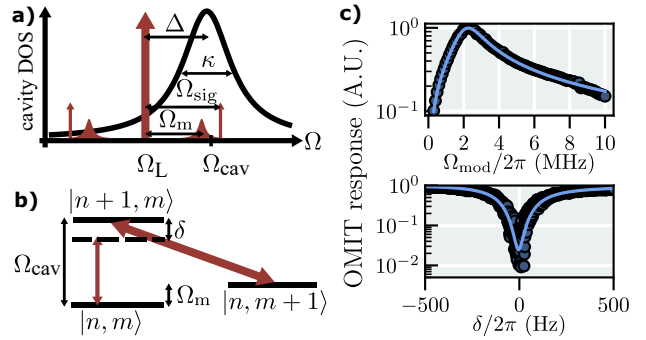 a)
cavity DOS
Δ
κ
Ω_sig
Ω_m
Ω
Ω_L
Ω_cav
b)
|n + 1, m⟩
δ
Ω_cav
Ω_m
|n, m⟩
|n, m + 1⟩
c)
OMIT response (A.U.)
10^0
10^-1
0 2 4 6 8 10
Ω_mod/2π (MHz)
10^0
10^-1
10^-2
−500 0 500
δ/2π (Hz)